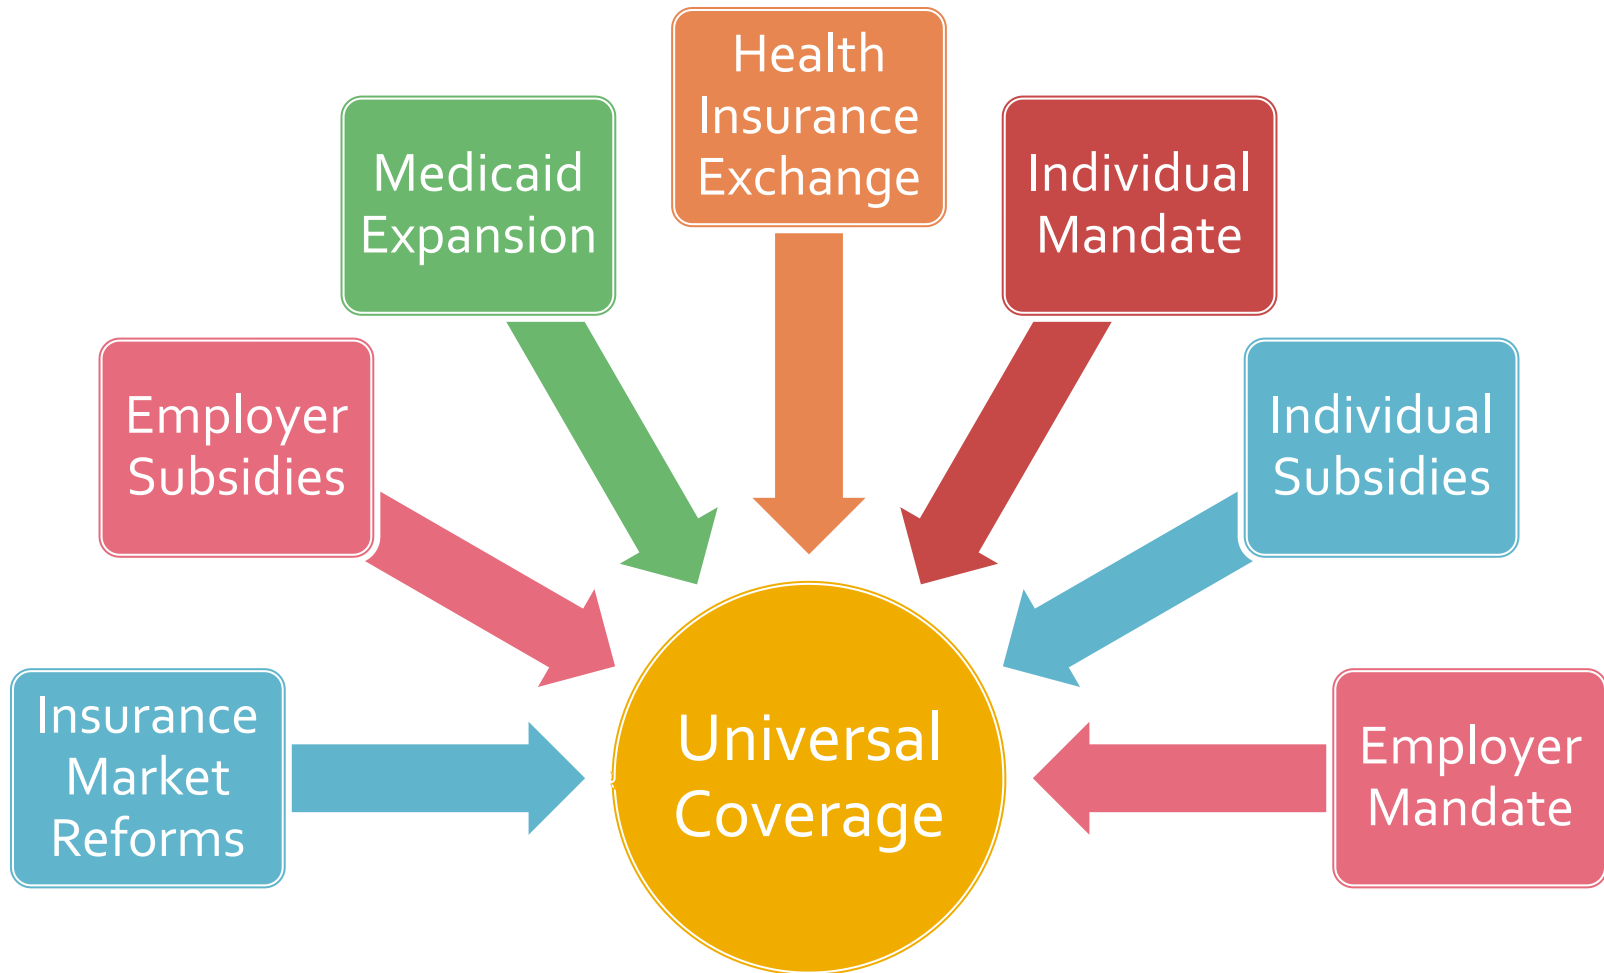 Health
Insurance
Exchange
Medicaid
Expansion
Individual
Mandate
Employer
Subsidies
Individual
Subsidies
Insurance
Market
Reforms
Universal
Coverage
Employer
Mandate